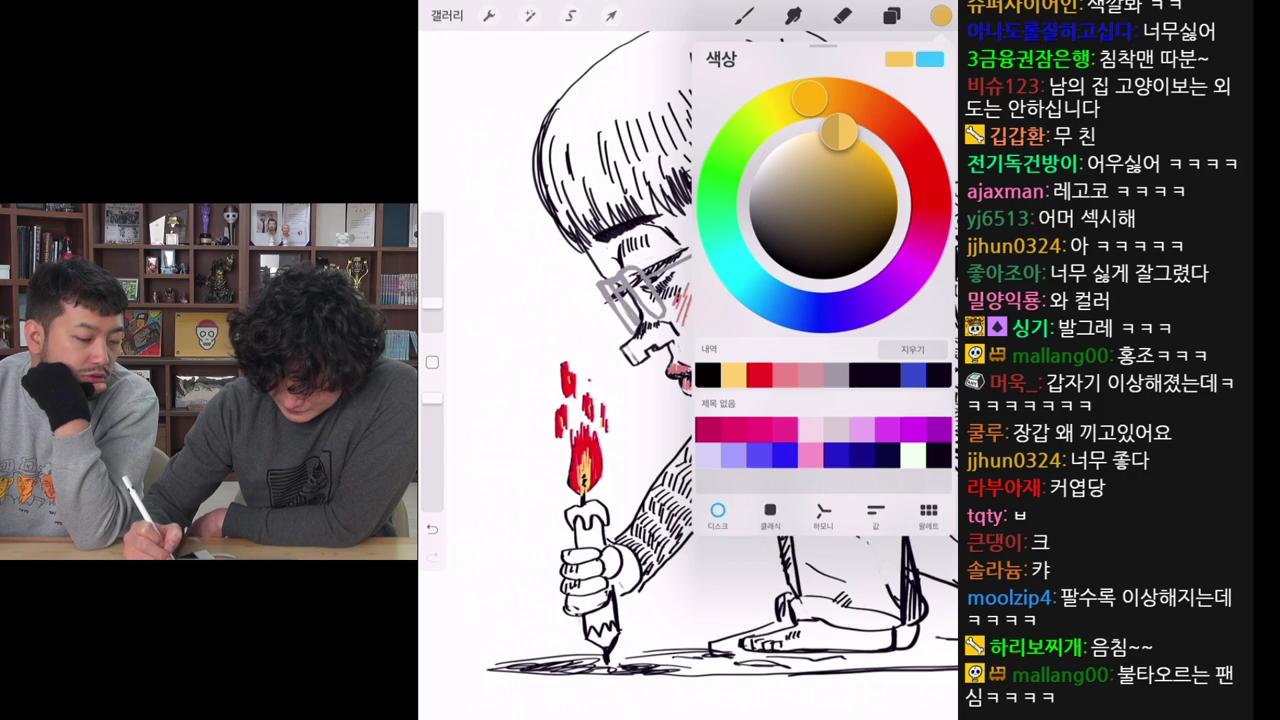 갤러리
색상
내역
지우기
제목 없음
디스크
클래식
하모니
값
팔레트
슈퍼사이어인: 색깔봐 ㅋㅋ
아나도롤잘하고십다: 너무싫어
3금융권잠은행: 침착맨 따분~
비슈123: 남의 집 고양이보는 외
도는 안하십니다
김갑환: 무 친
전기독건방이: 어우싫어 ㅋㅋㅋㅋ
ajaxman: 레고코 ㅋㅋㅋㅋ
yj6513: 어머 섹시해
jjhun0324: 아 ㅋㅋㅋㅋㅋ
좋아조아: 너무 싫게 잘그렸다
밀양익룡: 와 컬러
싱기: 발그레 ㅋㅋㅋ
mallang00: 홍조ㅋㅋㅋ
머욱_: 갑자기 이상해졌는데ㅋ
ㅋㅋㅋㅋㅋㅋㅋ
쿨루: 장갑 왜 끼고있어요
jjhun0324: 너무 좋다
라부아재: 커엽당
tqty: ㅂ
큰댕이: 크
솔라늄: 캬
moolzip4: 팔수록 이상해지는데
ㅋㅋㅋㅋ
하리보찌개: 음침~~
mallang00: 불타오르는 팬
심ㅋㅋㅋㅋ